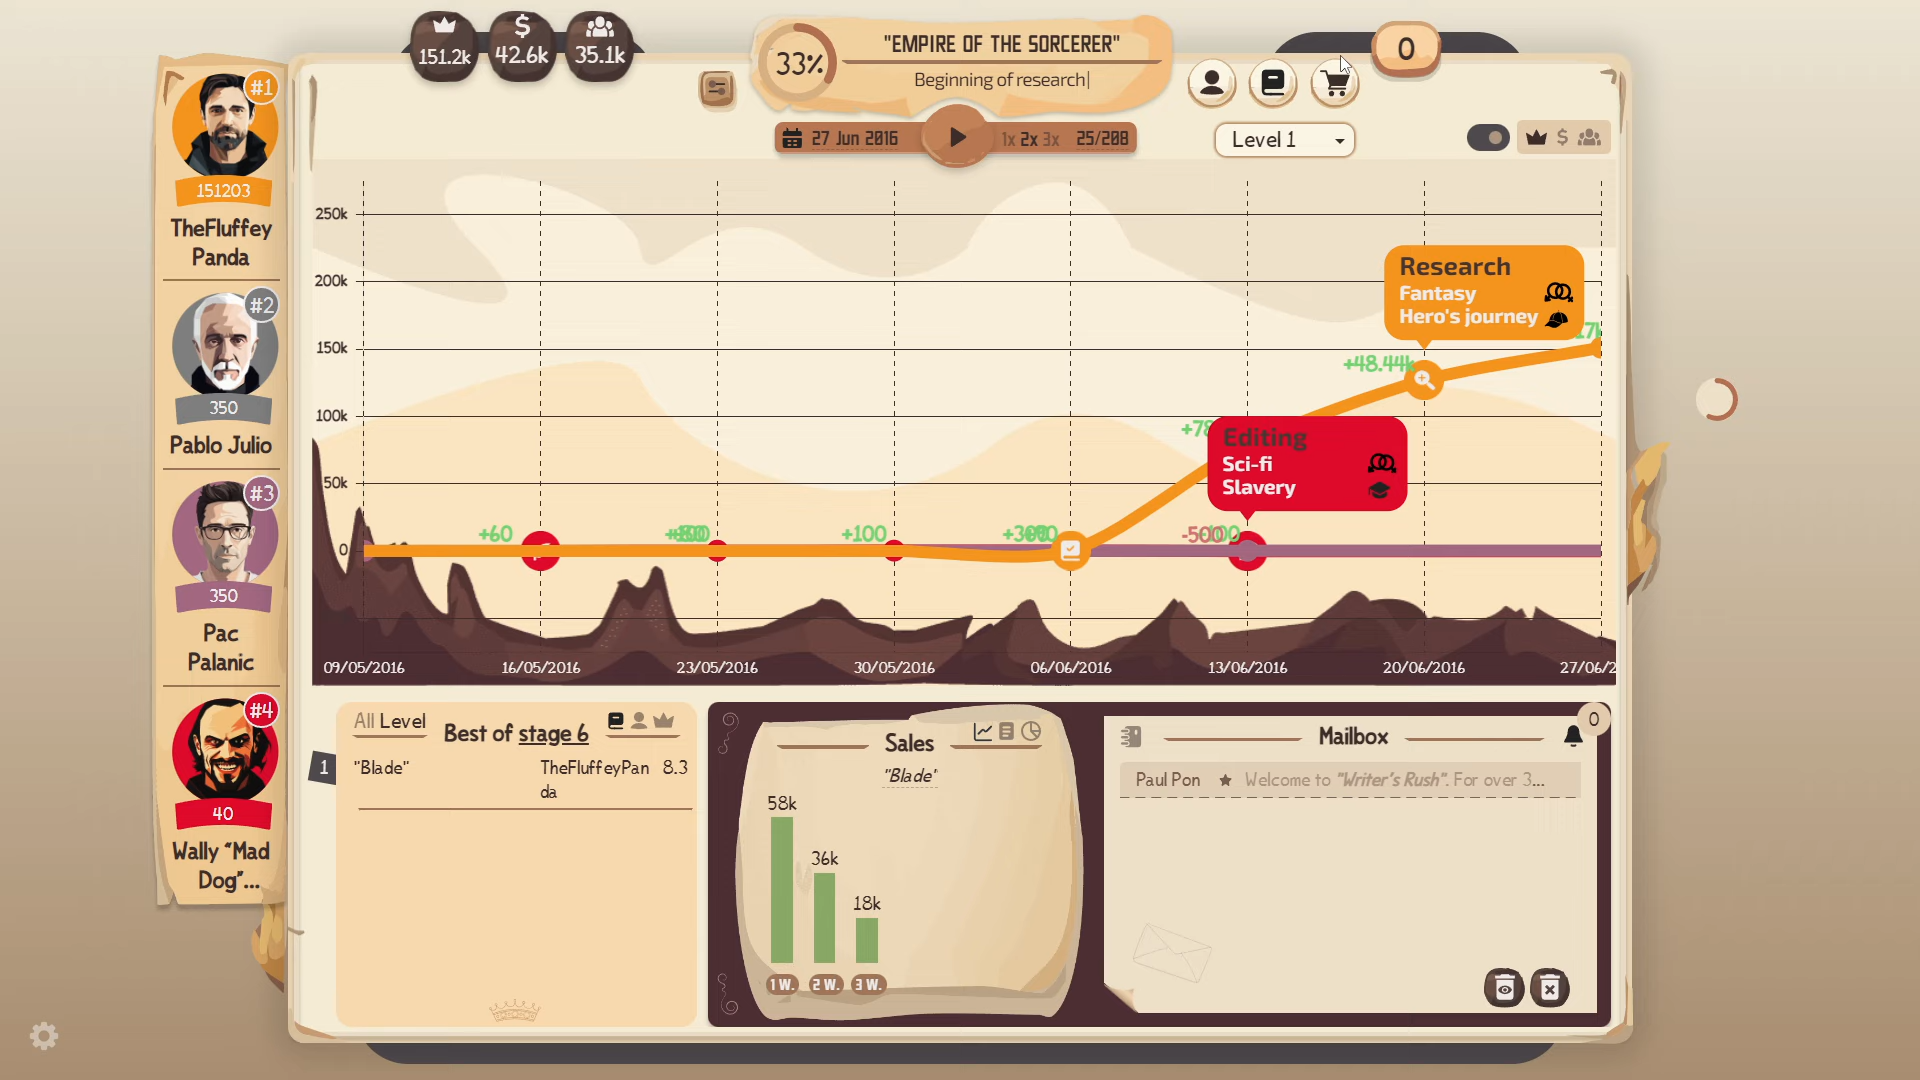 151.2k
42.6k
35.1k
33%
"EMPIRE OF THE SORCERER"
Beginning of research
0
27 Jun 2016
1x 2x 3x
25/208
Level 1
#1
151203
TheFluffey
Panda
#2
350
Pablo Julio
#3
350
Pac
Palanic
#4
40
Wally "Mad
Dog"...
250k
200k
150k
100k
50k
0
Research
Fantasy
Hero's journey
+48.44k
Editing
Sci-fi
Slavery
+60
+100
-500
09/05/2016
16/05/2016
23/05/2016
30/05/2016
06/06/2016
13/06/2016
20/06/2016
27/06/2
All Level
Best of stage 6
1
"Blade"
TheFluffeyPan
da
8.3
Sales
"Blade"
58k
36k
18k
1 W.
2 W.
3 W.
Mailbox
0
Paul Pon
Welcome to "Writer's Rush". For over 3...